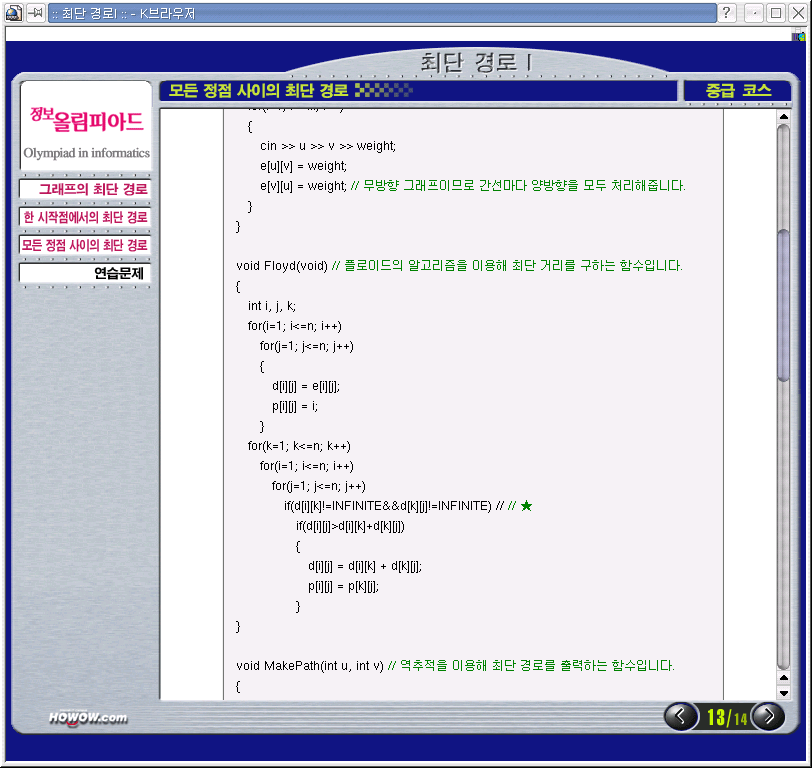 :: 최단 경로I :: - K브라우저
최단 경로 I
모든 정점 사이의 최단 경로
중급 코스
정보올림피아드
Olympiad in informatics
그래프의 최단 경로
한 시작점에서의 최단 경로
모든 정점 사이의 최단 경로
연습문제
{
cin >> u >> v >> weight;
e[u][v] = weight;
e[v][u] = weight; // 무방향 그래프이므로 간선마다 양방향을 모두 처리해줍니다.
}
}
void Floyd(void) // 플로이드의 알고리즘을 이용해 최단 거리를 구하는 함수입니다.
{
int i, j, k;
for(i=1; i<=n; i++)
for(j=1; j<=n; j++)
{
d[i][j] = e[i][j];
p[i][j] = i;
}
for(k=1; k<=n; k++)
for(i=1; i<=n; i++)
for(j=1; j<=n; j++)
if(d[i][k]!=INFINITE&&d[k][j]!=INFINITE) // // ★
if(d[i][j]>d[i][k]+d[k][j])
{
d[i][j] = d[i][k] + d[k][j];
p[i][j] = p[k][j];
}
}
void MakePath(int u, int v) // 역추적을 이용해 최단 경로를 출력하는 함수입니다.
{
HOWOW.com
13/14